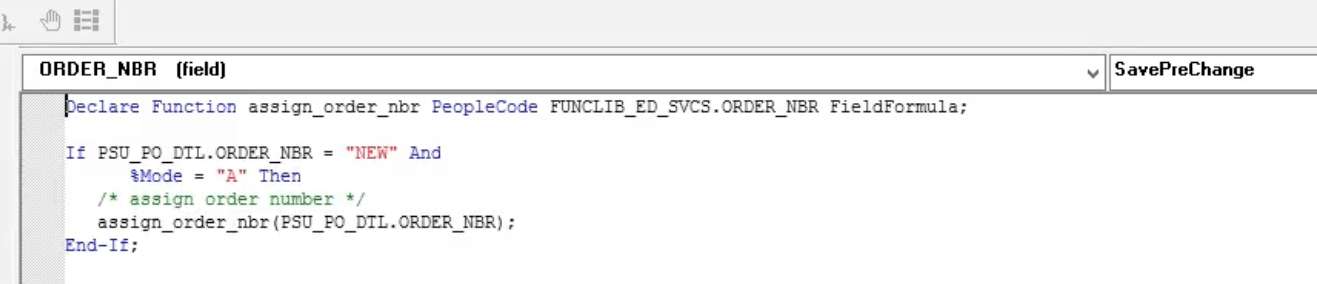 ORDER_NBR (field) SavePreChange
Declare Function assign_order_nbr PeopleCode FUNCLIB_ED_SVCS.ORDER_NBR FieldFormula;
If PSU_PO_DTL.ORDER_NBR = "NEW" And
%Mode = "A" Then
/* assign order number */
assign_order_nbr(PSU_PO_DTL.ORDER_NBR);
End-If;